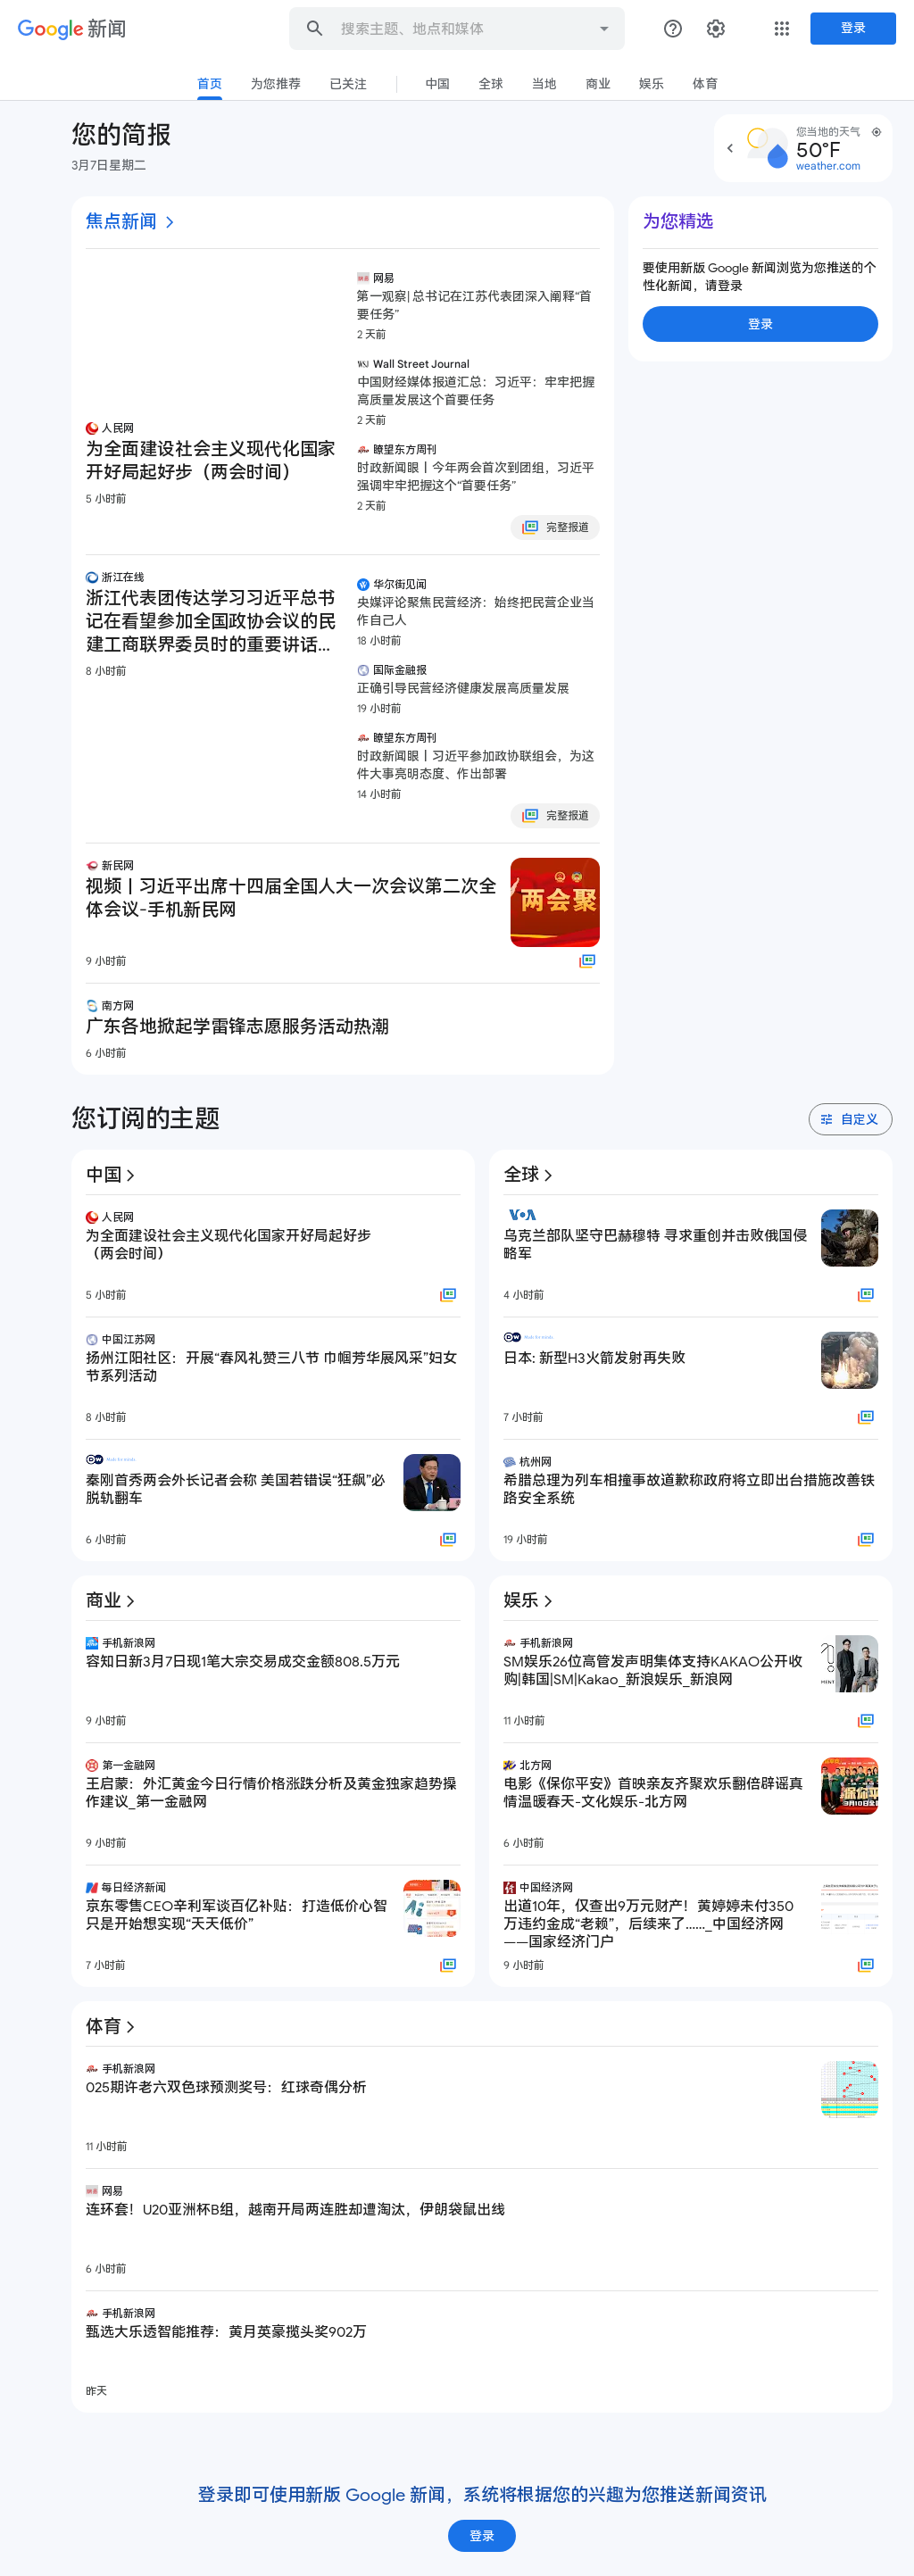 Google 新闻
搜索主题、地点和媒体
登录
首页 为您推荐 已关注 中国 全球 当地 商业 娱乐 体育
您的简报
3月7日星期二
您当地的天气
50°F
weather.com
焦点新闻
人民网
为全面建设社会主义现代化国家
开好局起好步（两会时间）
5 小时前
网易
第一观察| 总书记在江苏代表团深入阐释“首
要任务”
2 天前
Wall Street Journal
中国财经媒体报道汇总：习近平：牢牢把握
高质量发展这个首要任务
2 天前
瞭望东方周刊
时政新闻眼丨今年两会首次到团组，习近平
强调牢牢把握这个“首要任务”
2 天前
完整报道
浙江在线
浙江代表团传达学习习近平总书
记在看望参加全国政协会议的民
建工商联界委员时的重要讲话...
8 小时前
华尔街见闻
央媒评论聚焦民营经济：始终把民营企业当
作自己人
18 小时前
国际金融报
正确引导民营经济健康发展高质量发展
19 小时前
瞭望东方周刊
时政新闻眼丨习近平参加政协联组会，为这
件大事亮明态度、作出部署
14 小时前
完整报道
新民网
视频丨习近平出席十四届全国人大一次会议第二次全
体会议-手机新民网
9 小时前
两会聚
南方网
广东各地掀起学雷锋志愿服务活动热潮
6 小时前
为您精选
要使用新版 Google 新闻浏览为您推送的个
性化新闻，请登录
登录
您订阅的主题
自定义
中国
人民网
为全面建设社会主义现代化国家开好局起好步
（两会时间）
5 小时前
中国江苏网
扬州江阳社区：开展“春风礼赞三八节 巾帼芳华展风采”妇女
节系列活动
8 小时前
DW
秦刚首秀两会外长记者会称 美国若错误“狂飙”必
脱轨翻车
6 小时前
全球
VOA
乌克兰部队坚守巴赫穆特 寻求重创并击败俄国侵
略军
4 小时前
DW
日本: 新型H3火箭发射再失败
7 小时前
杭州网
希腊总理为列车相撞事故道歉称政府将立即出台措施改善铁
路安全系统
19 小时前
商业
手机新浪网
容知日新3月7日现1笔大宗交易成交金额808.5万元
9 小时前
第一金融网
王启蒙：外汇黄金今日行情价格涨跌分析及黄金独家趋势操
作建议_第一金融网
9 小时前
每日经济新闻
京东零售CEO辛利军谈百亿补贴：打造低价心智
只是开始想实现“天天低价”
7 小时前
娱乐
手机新浪网
SM娱乐26位高管发声明集体支持KAKAO公开收
购|韩国|SM|Kakao_新浪娱乐_新浪网
11 小时前
北方网
电影《保你平安》首映亲友齐聚欢乐翻倍辟谣真
情温暖春天-文化娱乐-北方网
6 小时前
中国经济网
出道10年，仅查出9万元财产！黄婷婷未付350
万违约金成“老赖”，后续来了……_中国经济网
——国家经济门户
9 小时前
体育
手机新浪网
025期许老六双色球预测奖号：红球奇偶分析
11 小时前
网易
连环套！U20亚洲杯B组，越南开局两连胜却遭淘汰，伊朗袋鼠出线
6 小时前
手机新浪网
甄选大乐透智能推荐：黄月英豪揽头奖902万
昨天
登录即可使用新版 Google 新闻，系统将根据您的兴趣为您推送新闻资讯
登录